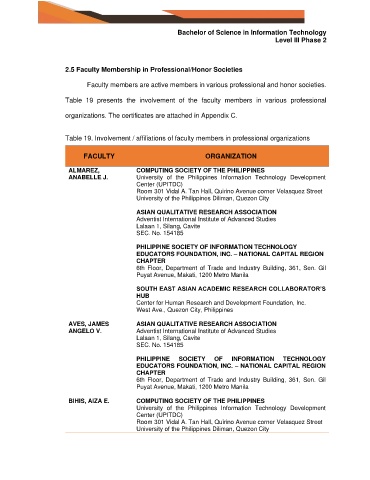 Bachelor of Science in Information Technology
Level III Phase 2
2.5 Faculty Membership in Professional/Honor Societies
Faculty members are active members in various professional and honor societies.
Table 19 presents the involvement of the faculty members in various professional
organizations. The certificates are attached in Appendix C.
Table 19. Involvement / affiliations of faculty members in professional organizations
FACULTY ORGANIZATION
ALMAREZ,
ANABELLE J.
COMPUTING SOCIETY OF THE PHILIPPINES
University of the Philippines Information Technology Development
Center (UPITDC)
Room 301 Vidal A. Tan Hall, Quirino Avenue corner Velasquez Street
University of the Philippines Diliman, Quezon City
ASIAN QUALITATIVE RESEARCH ASSOCIATION
Adventist International Institute of Advanced Studies
Lalaan 1, Silang, Cavite
SEC. No. 154185
PHILIPPINE SOCIETY OF INFORMATION TECHNOLOGY
EDUCATORS FOUNDATION, INC. – NATIONAL CAPITAL REGION
CHAPTER
6th Floor, Department of Trade and Industry Building, 361, Sen. Gil
Puyat Avenue, Makati, 1200 Metro Manila
SOUTH EAST ASIAN ACADEMIC RESEARCH COLLABORATOR'S
HUB
Center for Human Research and Development Foundation, Inc.
West Ave., Quezon City, Philippines
AVES, JAMES
ANGELO V.
ASIAN QUALITATIVE RESEARCH ASSOCIATION
Adventist International Institute of Advanced Studies
Lalaan 1, Silang, Cavite
SEC. No. 154185
PHILIPPINE SOCIETY OF INFORMATION TECHNOLOGY
EDUCATORS FOUNDATION, INC. – NATIONAL CAPITAL REGION
CHAPTER
6th Floor, Department of Trade and Industry Building, 361, Sen. Gil
Puyat Avenue, Makati, 1200 Metro Manila
BIHIS, AIZA E.
COMPUTING SOCIETY OF THE PHILIPPINES
University of the Philippines Information Technology Development
Center (UPITDC)
Room 301 Vidal A. Tan Hall, Quirino Avenue corner Velasquez Street
University of the Philippines Diliman, Quezon City